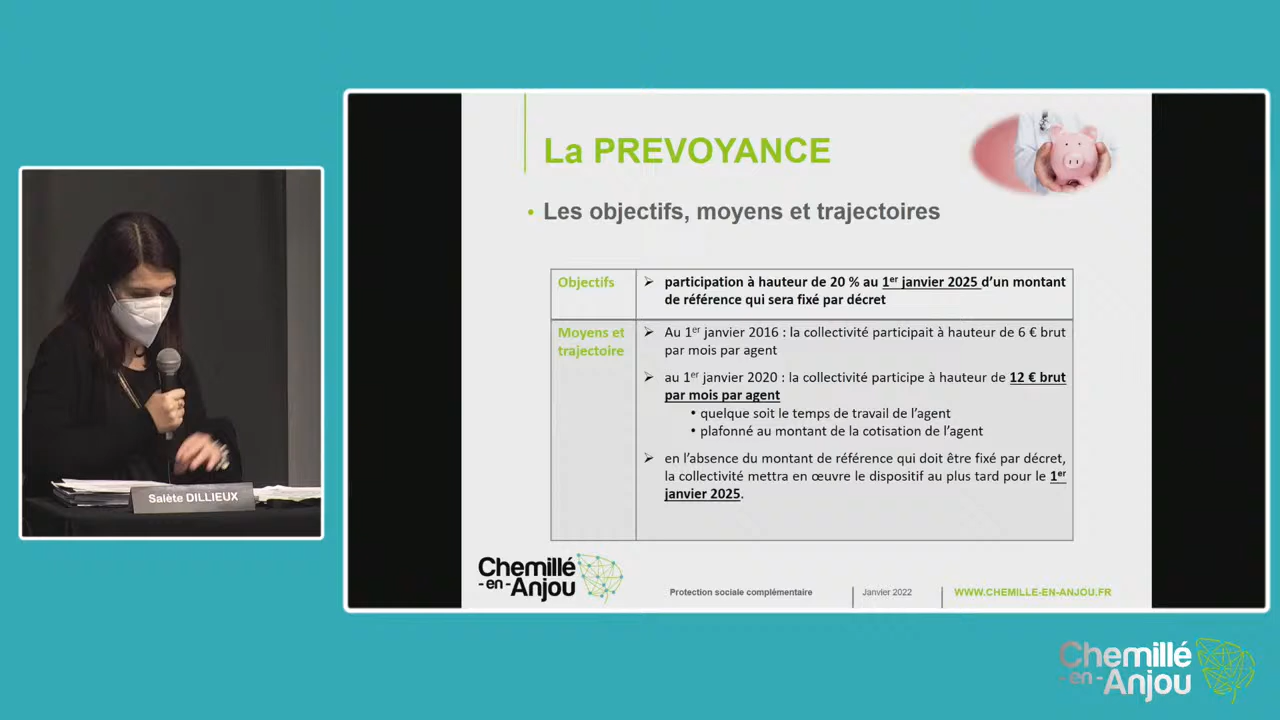 La PREVOYANCE
• Les objectifs, moyens et trajectoires
Objectifs
➢ participation à hauteur de 20 % au 1er janvier 2025 d’un montant
de référence qui sera fixé par décret
Moyens et
trajectoire
➢ Au 1er janvier 2016 : la collectivité participait à hauteur de 6 € brut
par mois par agent
➢ au 1er janvier 2020 : la collectivité participe à hauteur de 12 € brut
par mois par agent
• quelque soit le temps de travail de l’agent
• plafonné au montant de la cotisation de l’agent
➢ en l’absence du montant de référence qui doit être fixé par décret,
la collectivité mettra en œuvre le dispositif au plus tard pour le 1er
janvier 2025.
Chemillé
-en-Anjou
Protection sociale complémentaire
Janvier 2022
WWW.CHEMILLE-EN-ANJOU.FR
Salète DILLIEUX
Chemillé
-en-Anjou